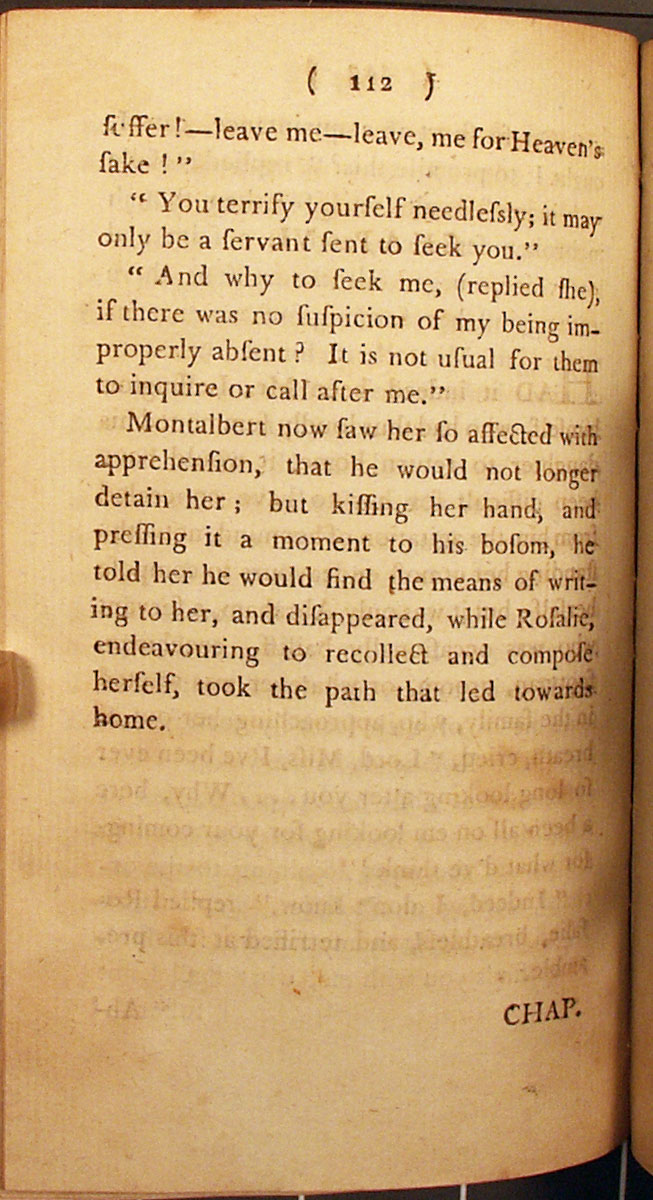 ( 112 )
ſuffer!—leave me—leave, me for Heaven's
ſake !"
" You terrify yourſelf needleſsly; it may
only be a ſervant ſent to ſeek you."
" And why to ſeek me, (replied ſhe),
if there was no ſuſpicion of my being im-
properly abſent ? It is not uſual for them
to inquire or call after me."
Montalbert now ſaw her ſo affected with
apprehenſion, that he would not longer
detain her ; but kiſſing her hand, and
preſſing it a moment to his boſom, he
told her he would find the means of writ-
ing to her, and diſappeared, while Roſalie,
endeavouring to recollect and compoſe
herſelf, took the path that led towards
home.
CHAP.